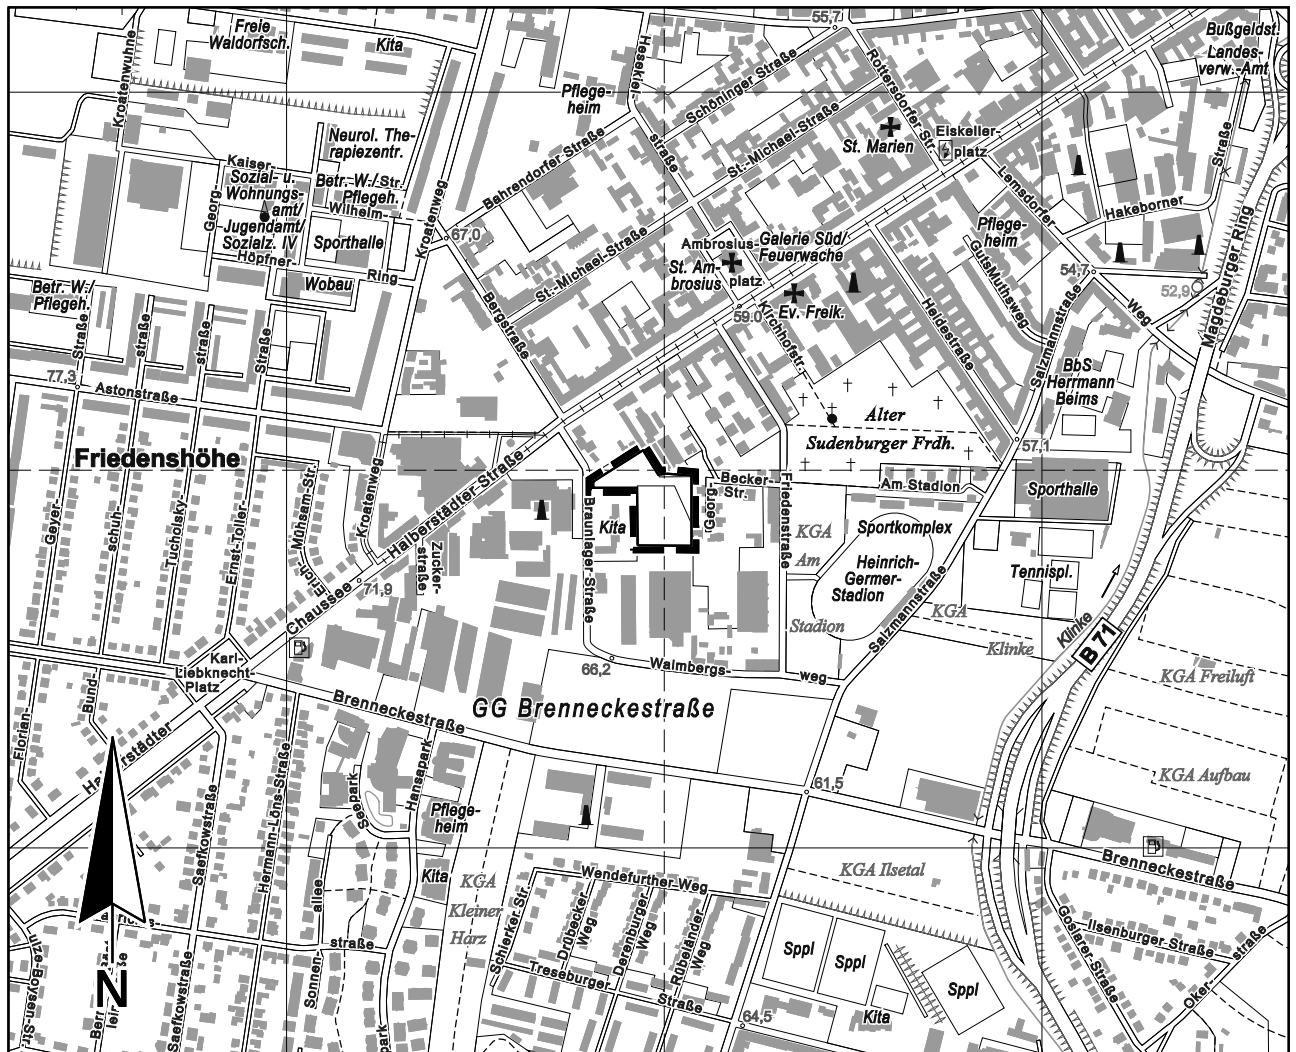 55,7
Freie
Waldorfsch.
Kita
Kroatenwuhne
Hesekiel-
straße
Pflege-
heim
Schöninger Straße
Rottersdorfer Str.
Bußgeldst.
Landes-
verw.-Amt
Neurol. The-
rapiezentr.
Bahrendorfer Straße
St.-Michael-Straße
St. Marien
Eiskeller-
platz
Straße
Kaiser-
Sozial- u.
Wohnungs-
amt/
Jugendamt/
Sozialz. IV
Höpfner-
Georg-
Betr. W./Str.
Pflegeh.
Wilhelm-
Sporthalle
Kroatenweg
67,0
Lemsdorfer
Hakeborner
Pflege-
heim
GutsMuthsweg
Ambrosius-
platz
Galerie Süd/
Feuerwache
St. Am-
brosius
St.-Michael-Straße
Ring
Wobau
Betr. W./
Pflegeh.
Bergstraße
59.0
Ev. Freik.
Kirchhofstr.
Heidestraße
54,7
52,9
Weg
Magdeburger Ring
Salzmannstraße
Straße
straße
straße
Straße
77,3
Astonstraße
BbS
Herrmann
Beims
Alter
Sudenburger Frdh.
57,1
Friedenshöhe
Kroatenweg
Halberstädter Straße
Becker-
Str.
Georg-
Am Stadion
Sporthalle
Geyer-
schuh-
Tucholsky-
Ernst-Toller-
Erich-
Mühsam-Str.
Zucker-
straße
Kita
Braunlager-Straße
Friedenstraße
KGA
Am
Stadion
Sportkomplex
Heinrich-
Germer-
Stadion
Tennispl.
Chaussee
71,9
Salzmannstraße
KGA
Klinke
Klinke
B 71
Karl-
Liebknecht-
Platz
66,2
Walmbergs-
weg
KGA Freiluft
Florian-
Bund-
Brenneckestraße
GG Brenneckestraße
Halberstädter
Saefkowstraße
Hermann-Löns-Straße
Seepark-
Hansapark
Pflege-
heim
61,5
KGA Aufbau
Kita
KGA
Kleiner
Harz
Wendefurther Weg
KGA Ilsetal
Brenneckestraße
allee
straße
Sonnen-
Schierker Str.
Drübecker
Weg
Derenburger
Weg
Rübeländer
Weg
Treseburger
Straße
64,5
Sppl
Sppl
Sppl
Kita
Goslarer-Straße
Ilsenburger Straße
Oker-
straße
Saefkowstraße
park-
N